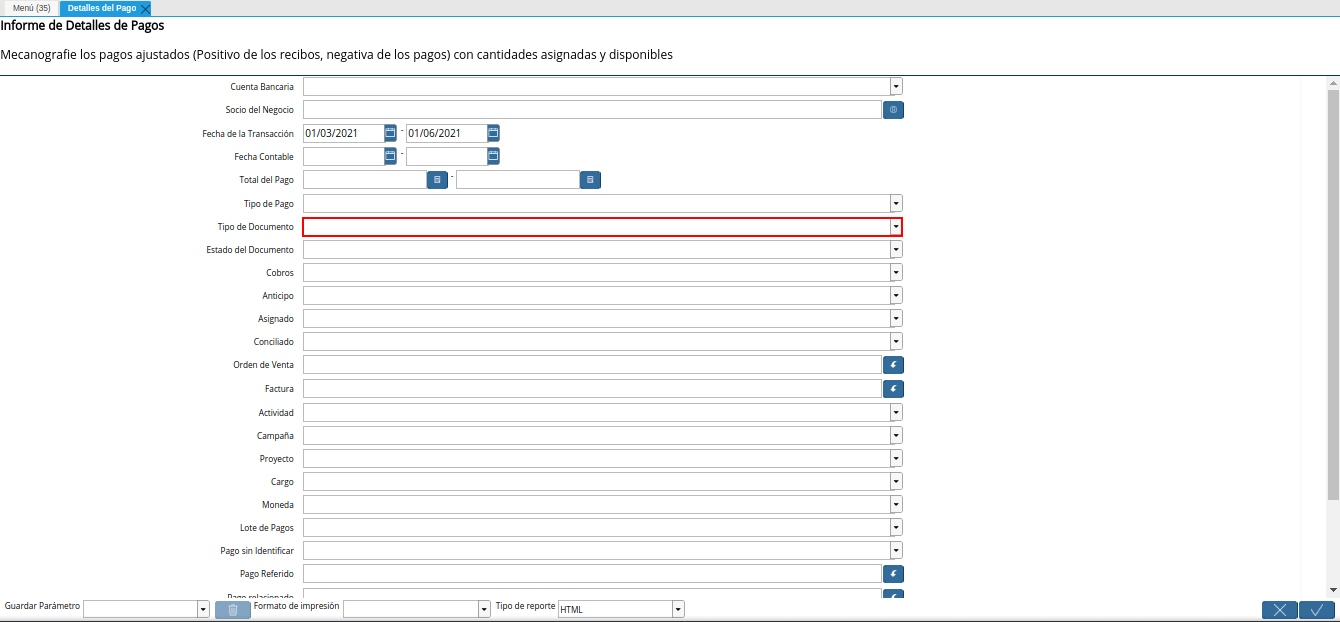 Menú (35) Detalles del Pago
Informe de Detalles de Pagos
Mecanografie los pagos ajustados (Positivo de los recibos, negativa de los pagos) con cantidades asignadas y disponibles
Cuenta Bancaria
Socio del Negocio
Fecha de la Transacción 01/03/2021 - 01/06/2021
Fecha Contable -
Total del Pago -
Tipo de Pago
Tipo de Documento
Estado del Documento
Cobros
Anticipo
Asignado
Conciliado
Orden de Venta
Factura
Actividad
Campaña
Proyecto
Cargo
Moneda
Lote de Pagos
Pago sin Identificar
Pago Referido
Pago relacionado
Guardar Parámetro Formato de impresión Tipo de reporte HTML